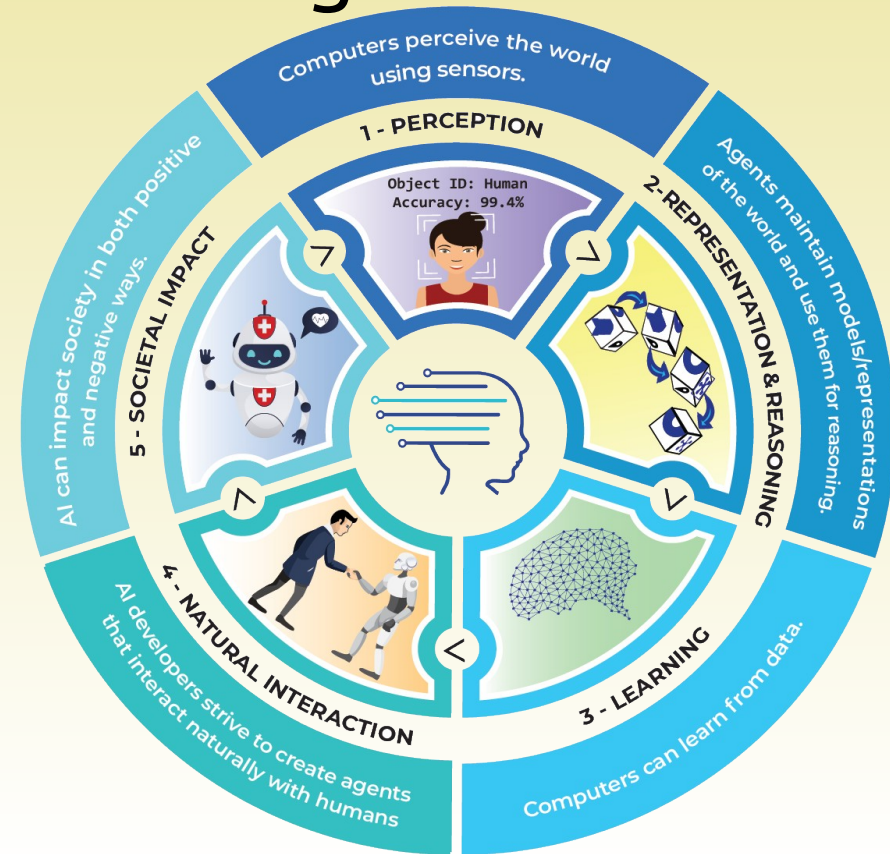 Computers perceive the world
using sensors.
1 - PERCEPTION
Object ID: Human
Accuracy: 99.4%
Agents maintain models/representations
of the world and use them for reasoning.
2-REPRESENTATION & REASONING
3 - LEARNING
Computers can learn from data.
4 - NATURAL INTERACTION
AI developers strive to create agents
that interact naturally with humans
5 - SOCIETAL IMPACT
AI can impact society in both positive
and negative ways.